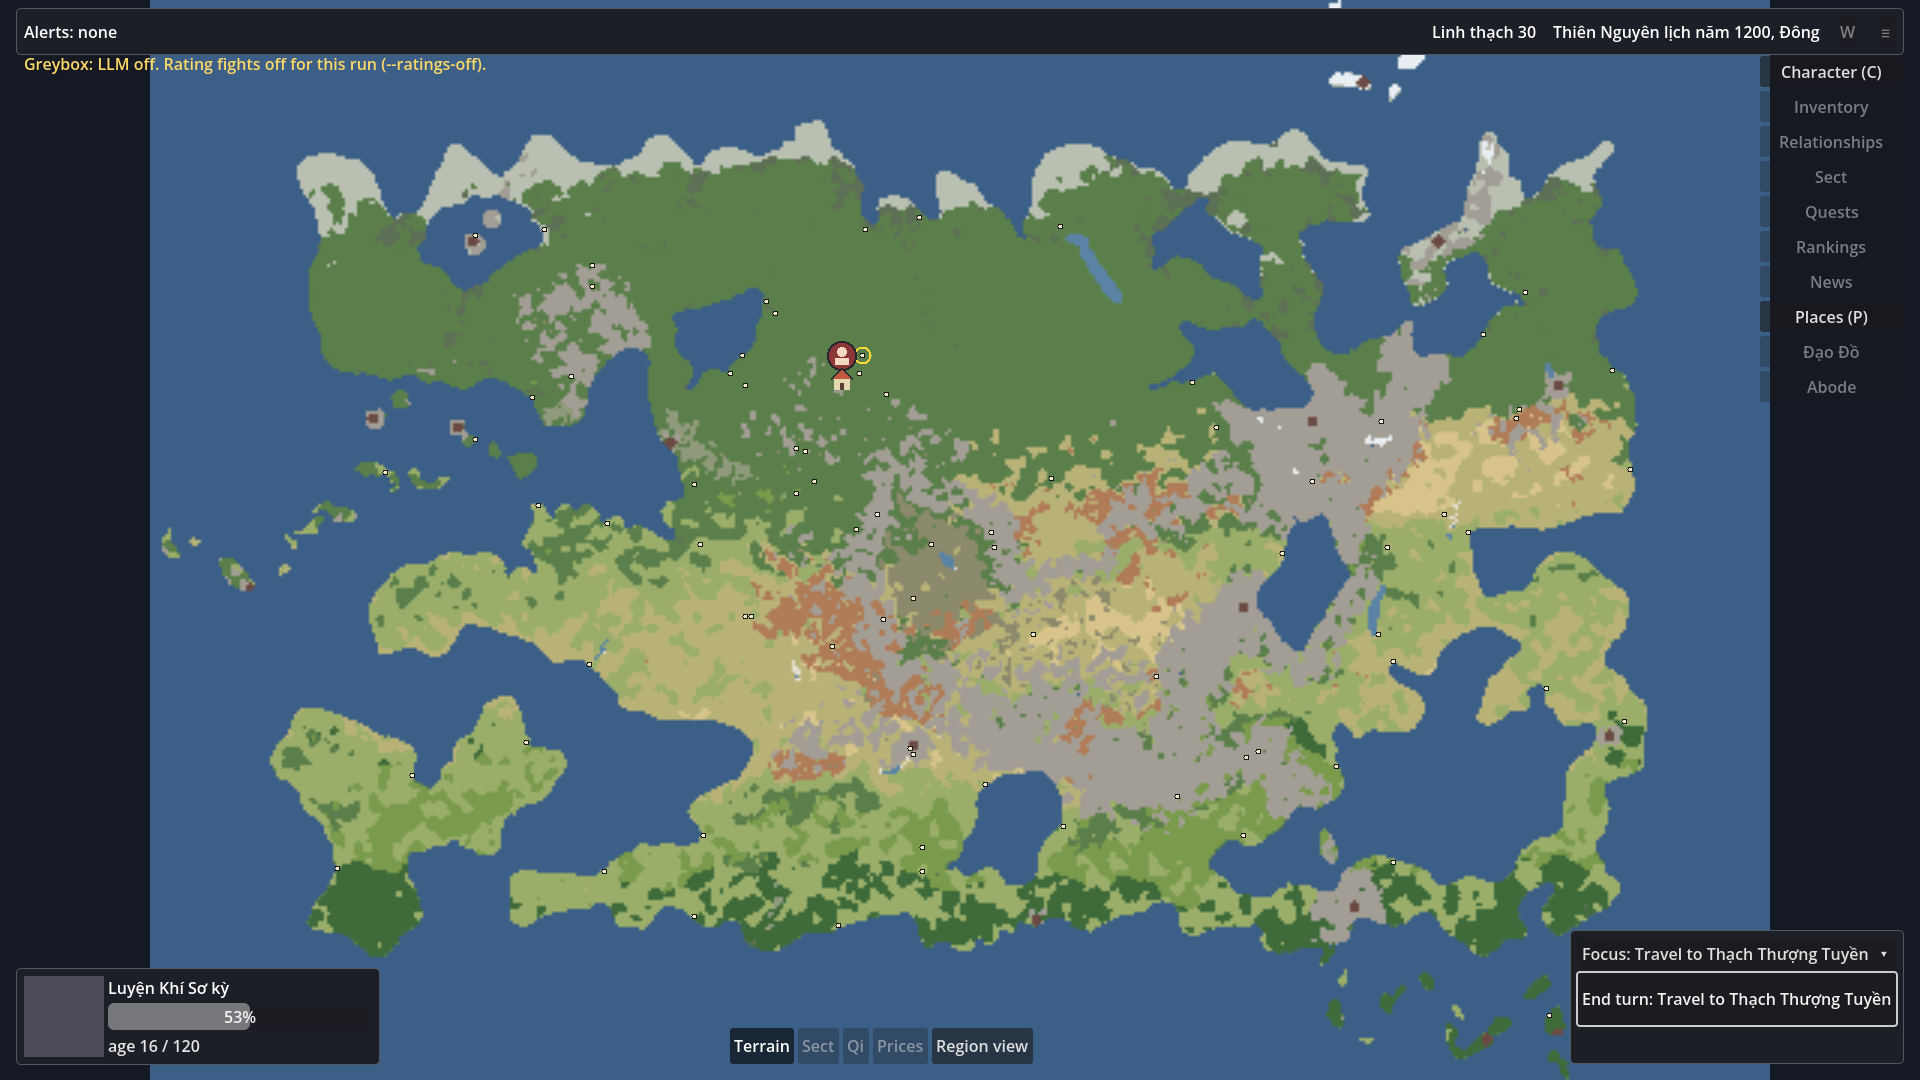 Alerts: none
Linh thạch 30
Thiên Nguyên lịch năm 1200, Đông
W
≡
Greybox: LLM off. Rating fights off for this run (--ratings-off).
Character (C)
Inventory
Relationships
Sect
Quests
Rankings
News
Places (P)
Đạo Đồ
Abode
Luyện Khí Sơ kỳ
53%
age 16 / 120
Terrain
Sect
Qi
Prices
Region view
Focus: Travel to Thạch Thượng Tuyền
End turn: Travel to Thạch Thượng Tuyền